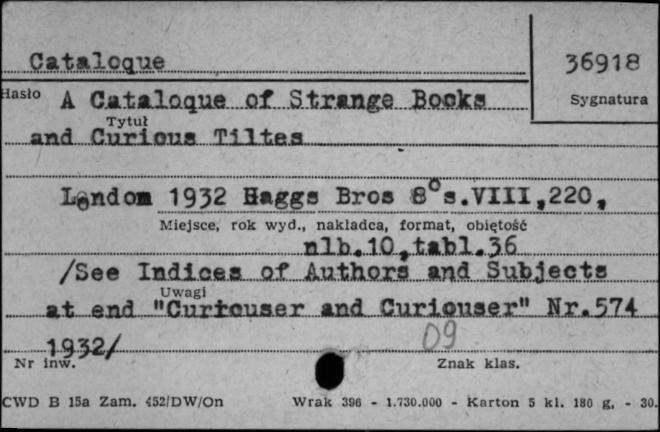 Cataloque
36918
Hasło A Cataloque of Strange Books
Sygnatura
Tytuł
and Curious Tiltes
London 1932 Haggs Bros 8°s.VIII,220,
Miejsce, rok wyd., nakładca, format, obiętość
nlb.10,tabl.36
/See Indices of Authors and Subjects
Uwagi
at end "Curiouser and Curiouser" Nr.574
1932/
09
Nr inw.
Znak klas.
CWD B 15a Zam. 452/DW/On Wrak 396 - 1.730.000 - Karton 5 kl. 180 g. - 30.